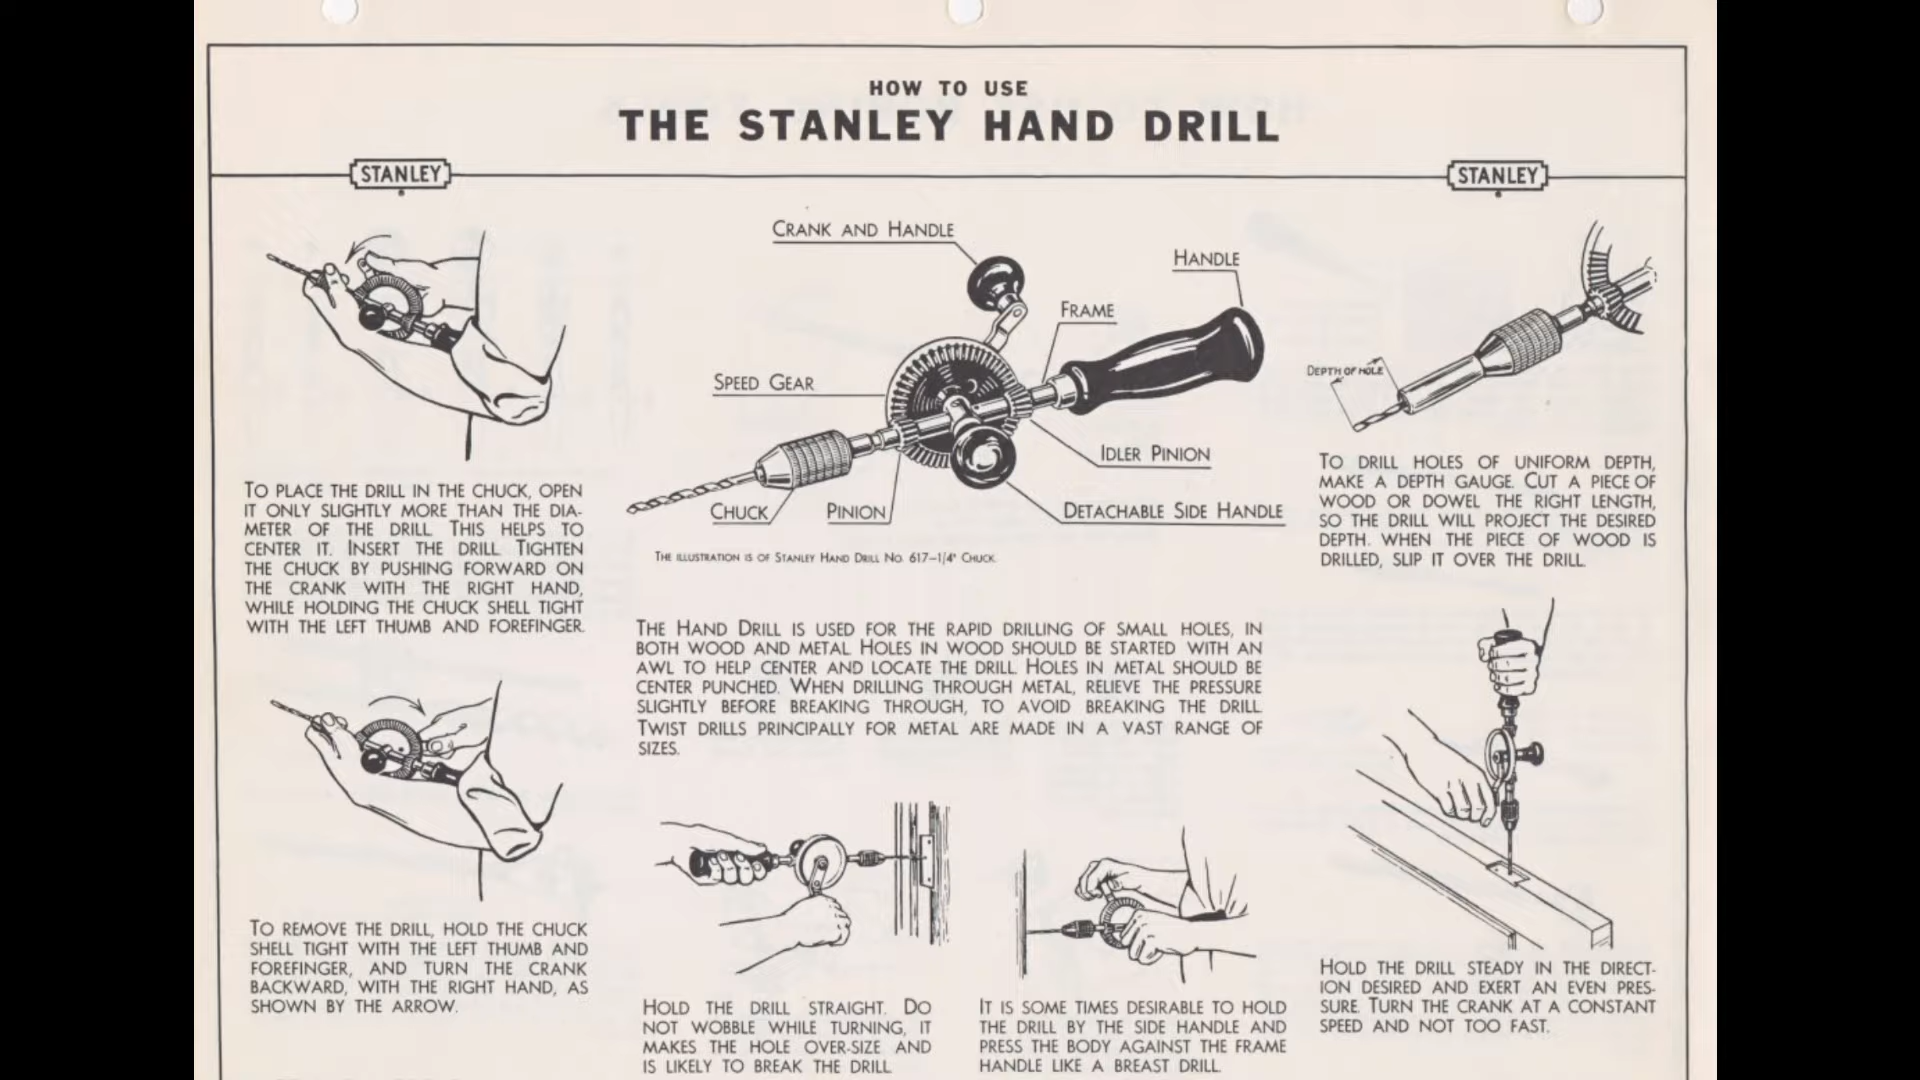 HOW TO USE
THE STANLEY HAND DRILL
STANLEY
STANLEY
CRANK AND HANDLE
HANDLE
FRAME
SPEED GEAR
IDLER PINION
CHUCK
PINION
DETACHABLE SIDE HANDLE
THE ILLUSTRATION IS OF STANLEY HAND DRILL NO. 617-1/4" CHUCK.
DEPTH OF HOLE
TO PLACE THE DRILL IN THE CHUCK, OPEN
IT ONLY SLIGHTLY MORE THAN THE DIA-
METER OF THE DRILL. THIS HELPS TO
CENTER IT. INSERT THE DRILL. TIGHTEN
THE CHUCK BY PUSHING FORWARD ON
THE CRANK WITH THE RIGHT HAND,
WHILE HOLDING THE CHUCK SHELL TIGHT
WITH THE LEFT THUMB AND FOREFINGER.
TO DRILL HOLES OF UNIFORM DEPTH,
MAKE A DEPTH GAUGE. CUT A PIECE OF
WOOD OR DOWEL THE RIGHT LENGTH,
SO THE DRILL WILL PROJECT THE DESIRED
DEPTH. WHEN THE PIECE OF WOOD IS
DRILLED, SLIP IT OVER THE DRILL.
THE HAND DRILL IS USED FOR THE RAPID DRILLING OF SMALL HOLES, IN
BOTH WOOD AND METAL. HOLES IN WOOD SHOULD BE STARTED WITH AN
AWL TO HELP CENTER AND LOCATE THE DRILL. HOLES IN METAL SHOULD BE
CENTER PUNCHED. WHEN DRILLING THROUGH METAL, RELIEVE THE PRESSURE
SLIGHTLY BEFORE BREAKING THROUGH, TO AVOID BREAKING THE DRILL.
TWIST DRILLS PRINCIPALLY FOR METAL ARE MADE IN A VAST RANGE OF
SIZES.
TO REMOVE THE DRILL, HOLD THE CHUCK
SHELL TIGHT WITH THE LEFT THUMB AND
FOREFINGER, AND TURN THE CRANK
BACKWARD, WITH THE RIGHT HAND, AS
SHOWN BY THE ARROW.
HOLD THE DRILL STRAIGHT. DO
NOT WOBBLE WHILE TURNING, IT
MAKES THE HOLE OVER-SIZE AND
IS LIKELY TO BREAK THE DRILL.
IT IS SOME TIMES DESIRABLE TO HOLD
THE DRILL BY THE SIDE HANDLE AND
PRESS THE BODY AGAINST THE FRAME
HANDLE LIKE A BREAST DRILL.
HOLD THE DRILL STEADY IN THE DIRECT-
ION DESIRED AND EXERT AN EVEN PRES-
SURE. TURN THE CRANK AT A CONSTANT
SPEED AND NOT TOO FAST.